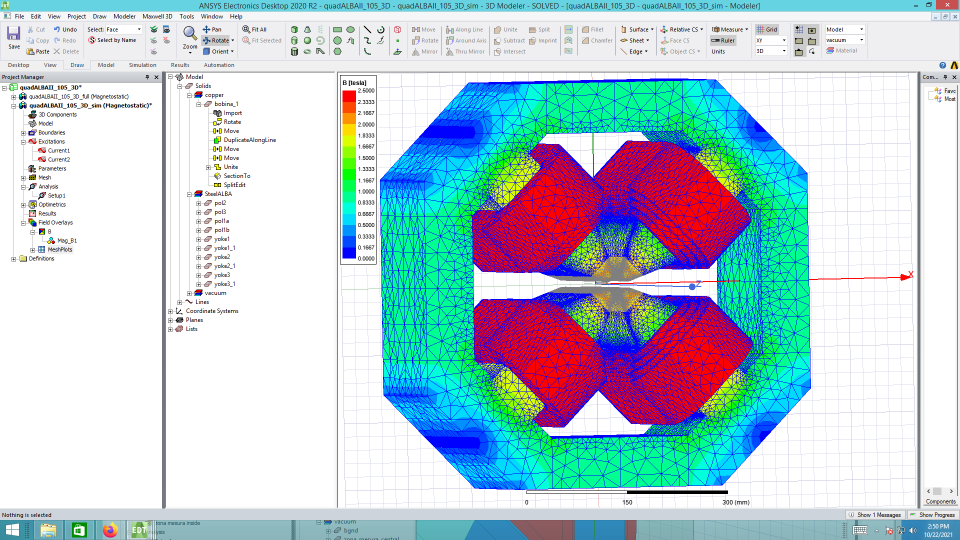 ANSYS Electronics Desktop 2020 R2 - quadALBAII_105_3D - quadALBAII_105_3D_sim - 3D Modeler - SOLVED - [quadALBAII_105_3D - quadALBAII_105_3D_sim - Modeler]
File Edit View Project Draw Modeler Maxwell 3D Tools Window Help
Save
Cut
Copy
Paste
Undo
Redo
Delete
Select: Face
Select by Name
Zoom
Pan
Rotate
Orient
Fit All
Fit Selected
Move
Rotate
Mirror
Along Line
Around Axis
Thru Mirror
Unite
Subtract
Intersect
Split
Imprint
Fillet
Chamfer
Surface
Sheet
Edge
Relative CS
Face CS
Object CS
Measure
Ruler
Units
Grid
XY
3D
Model
vacuum
Material
Desktop View Draw Model Simulation Results Automation
Project Manager
quadALBAII_105_3D*
quadALBAII_105_3D_full (Magnetostatic)
quadALBAII_105_3D_sim (Magnetostatic)*
3D Components
Model
Boundaries
Excitations
Current1
Current2
Parameters
Mesh
Analysis
Setup1
Optimetrics
Results
Field Overlays
B
Mag_B1
MeshPlots
Definitions
Model
Solids
copper
bobina_1
Import
Rotate
Move
DuplicateAlongLine
Move
Move
Unite
SectionTo
SplitEdit
SteelALBA
pol2
pol3
pol1a
pol1b
yoke1
yoke1_1
yoke2
yoke2_1
yoke3
yoke3_1
vacuum
Lines
Coordinate Systems
Planes
Lists
B [tesla]
2.5000
2.3333
2.1667
2.0000
1.8333
1.6667
1.5000
1.3333
1.1667
1.0000
0.8333
0.6667
0.5000
0.3333
0.1667
0.0000
X
Z
0 150 300 (mm)
Com...
Favc
Most
Components
Nothing is selected
Show 1 Messages
Show Progress
EDT
zona mesura meda
vacuum
bgnd
2:50 PM
10/22/2021